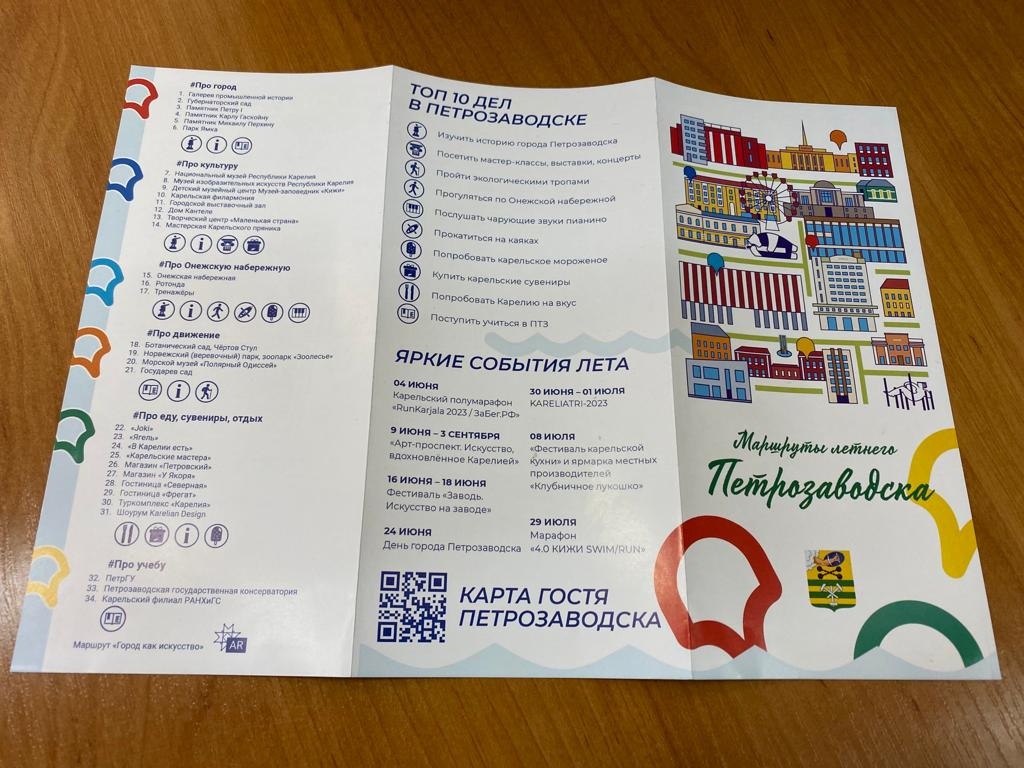 #Про город
1. Галерея промышленной истории
2. Губернаторский сад
3. Памятник Петру I
4. Памятник Карлу Гаскойну
5. Памятник Михаилу Перхину
6. Парк Ямка
#Про культуру
7. Национальный музей Республики Карелия
8. Музей изобразительных искусств Республики Карелия
9. Детский музейный центр Музея-заповедника «Кижи»
10. Карельская филармония
11. Городской выставочный зал
12. Дом Кантеле
13. Творческий центр «Маленькая страна»
14. Мастерская Карельского пряника
#Про Онежскую набережную
15. Онежская набережная
16. Ротонда
17. Тренажёры
#Про движение
18. Ботанический сад, Чёртов Стул
19. Норвежский (веревочный) парк, зоопарк «Зоолесье»
20. Морской музей «Полярный Одиссей»
21. Государев сад
#Про еду, сувениры, отдых
22. «Joki»
23. «Ягель»
24. «В Карелии есть»
25. «Карельские мастера»
26. Магазин «Петровский»
27. Магазин «У Якоря»
28. Гостиница «Северная»
29. Гостиница «Фрегат»
30. Туркомплекс «Карелия»
31. Шоурум Karelian Design
#Про учебу
32. ПетрГУ
33. Петрозаводская государственная консерватория
34. Карельский филиал РАНХиГС
Маршрут «Город как искусство»
AR
ТОП 10 ДЕЛ
В ПЕТРОЗАВОДСКЕ
Изучить историю города Петрозаводска
Посетить мастер-классы, выставки, концерты
Пройти экологическими тропами
Прогуляться по Онежской набережной
Послушать чарующие звуки пианино
Прокатиться на каяках
Попробовать карельское мороженое
Купить карельские сувениры
Попробовать Карелию на вкус
Поступить учиться в ПТЗ
ЯРКИЕ СОБЫТИЯ ЛЕТА
04 ИЮНЯ
Карельский полумарафон
«RunKarjala 2023 / ЗаБег.РФ»
9 ИЮНЯ – 3 СЕНТЯБРЯ
«Арт-проспект. Искусство,
вдохновлённое Карелией»
16 ИЮНЯ – 18 ИЮНЯ
Фестиваль «Заводь.
Искусство на заводе»
24 ИЮНЯ
День города Петрозаводска
30 ИЮНЯ – 01 ИЮЛЯ
KARELIATRI-2023
08 ИЮЛЯ
«Фестиваль карельской
кухни» и ярмарка местных
производителей
«Клубничное лукошко»
29 ИЮЛЯ
Марафон
«4.0 КИЖИ SWIM/RUN»
КАРТА ГОСТЯ
ПЕТРОЗАВОДСКА
Маршруты летнего
Петрозаводска